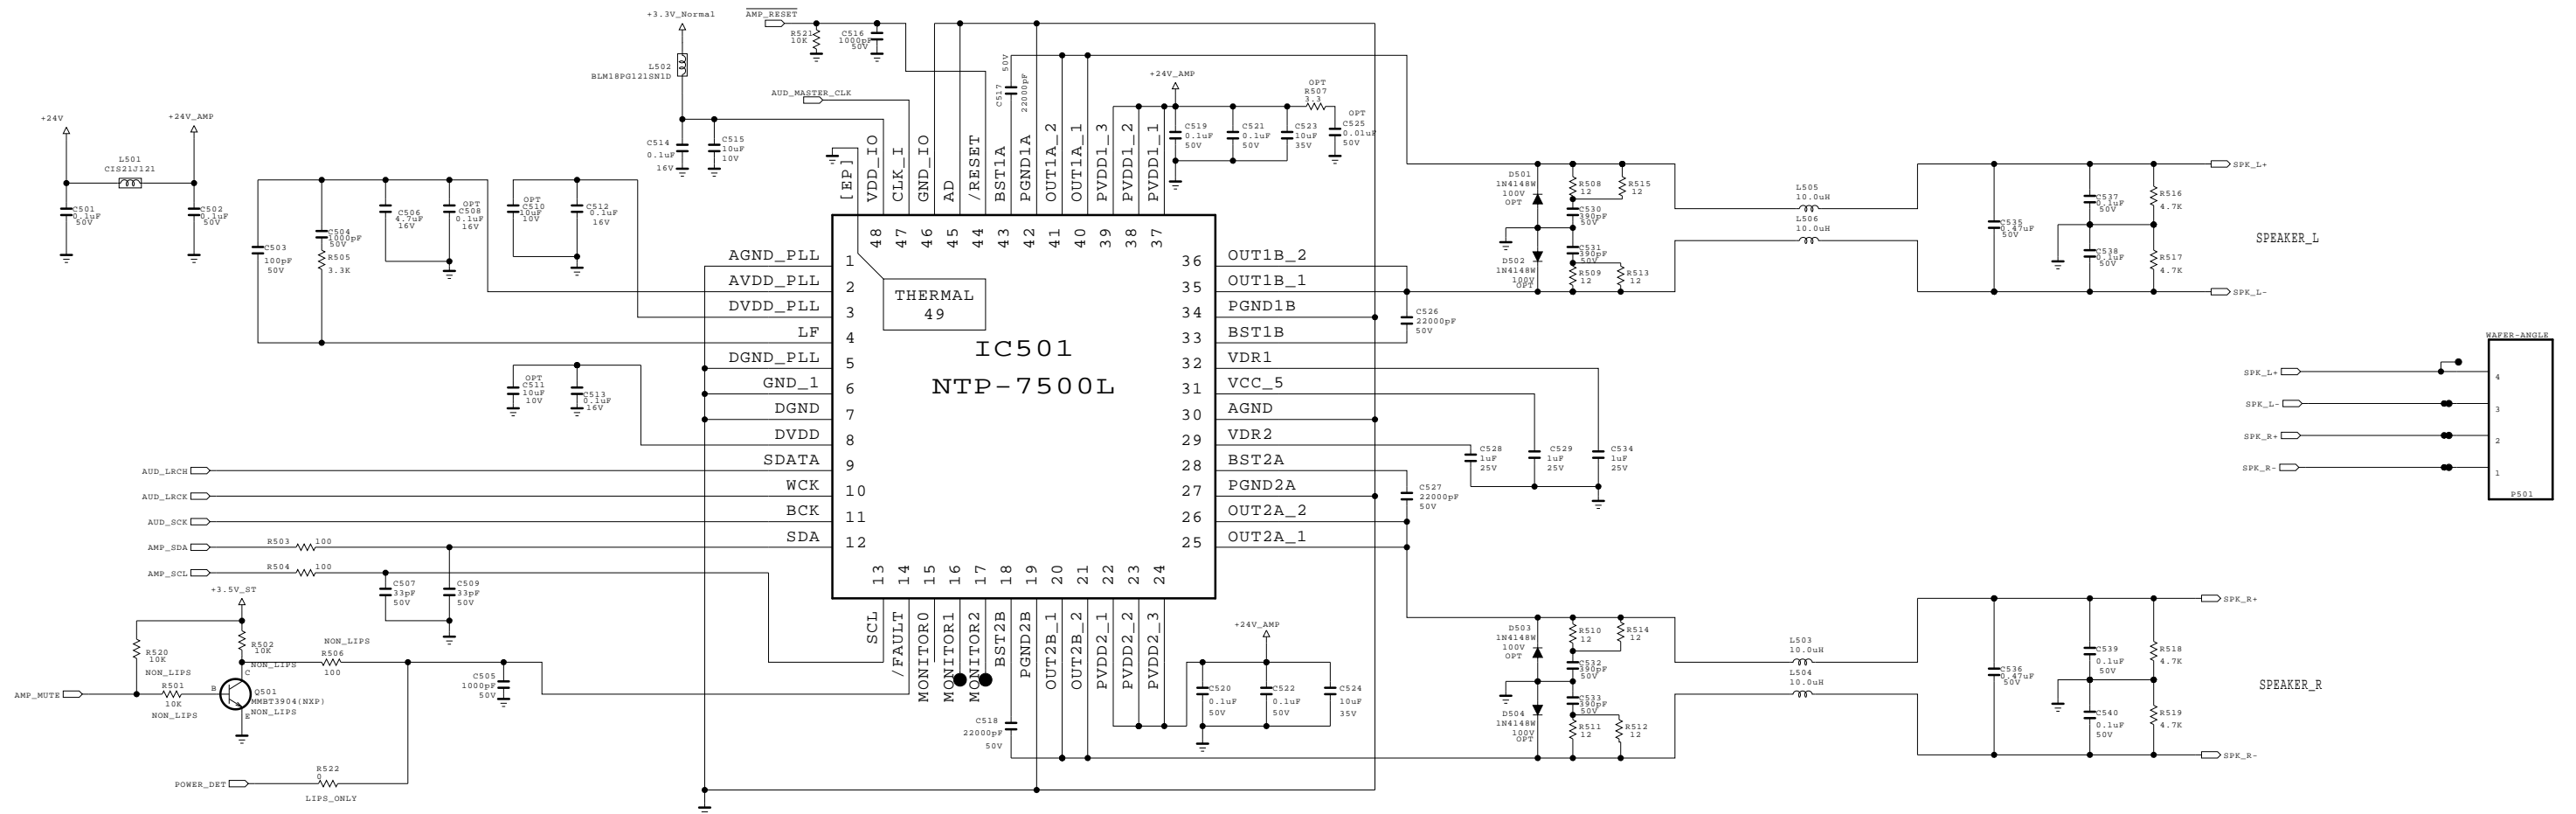 +3.3V_Normal
AMP_RESET
R521
10K
C516
1000pF
50V
L502
BLM18PG121SN1D
AUD_MASTER_CLK
C514
0.1uF
16V
C515
10uF
10V
C517
50V
22000pF
+24V_AMP
OPT
R507
3.3
C519
0.1uF
50V
C521
0.1uF
50V
C523
10uF
35V
OPT
C525
0.01uF
50V
+24V
+24V_AMP
L501
CIS21J121
C501
0.1uF
50V
C502
0.1uF
50V
C503
100pF
50V
C504
1000pF
50V
R505
3.3K
C506
4.7uF
16V
OPT
C508
0.1uF
16V
OPT
C510
10uF
10V
C512
0.1uF
16V
OPT
C511
10uF
10V
C513
0.1uF
16V
[EP]
VDD_IO
CLK_I
GND_IO
AD
/RESET
BST1A
PGND1A
OUT1A_2
OUT1A_1
PVDD1_3
PVDD1_2
PVDD1_1
48
47
46
45
44
43
42
41
40
39
38
37
AGND_PLL 1
AVDD_PLL 2
DVDD_PLL 3
LF 4
DGND_PLL 5
GND_1 6
DGND 7
DVDD 8
SDATA 9
WCK 10
BCK 11
SDA 12
THERMAL
49
IC501
NTP-7500L
36 OUT1B_2
35 OUT1B_1
34 PGND1B
33 BST1B
32 VDR1
31 VCC_5
30 AGND
29 VDR2
28 BST2A
27 PGND2A
26 OUT2A_2
25 OUT2A_1
13
14
15
16
17
18
19
20
21
22
23
24
SCL
/FAULT
MONITOR0
MONITOR1
MONITOR2
BST2B
PGND2B
OUT2B_1
OUT2B_2
PVDD2_1
PVDD2_2
PVDD2_3
AUD_LRCH
AUD_LRCK
AUD_SCK
AMP_SDA
R503 100
AMP_SCL
R504 100
C507
33pF
50V
C509
33pF
50V
+3.5V_ST
R520
10K
NON_LIPS
R502
10K
NON_LIPS
NON_LIPS
R506
100
AMP_MUTE
R501
10K
NON_LIPS
B
C
E
Q501
MMBT3904(NXP)
NON_LIPS
C505
1000pF
50V
POWER_DET
R522
0
LIPS_ONLY
C518
22000pF
50V
+24V_AMP
C520
0.1uF
50V
C522
0.1uF
50V
C524
10uF
35V
C526
22000pF
50V
C527
22000pF
50V
C528
1uF
25V
C529
1uF
25V
C534
1uF
25V
D501
1N4148W
100V
OPT
D502
1N4148W
100V
OPT
R508
12
R515
12
C530
390pF
50V
C531
390pF
50V
R509
12
R513
12
L505
10.0uH
L506
10.0uH
C535
0.47uF
50V
C537
0.1uF
50V
C538
0.1uF
50V
R516
4.7K
R517
4.7K
SPK_L+
SPEAKER_L
SPK_L-
D503
1N4148W
100V
OPT
D504
1N4148W
100V
OPT
R510
12
R514
12
C532
390pF
50V
C533
390pF
50V
R511
12
R512
12
L503
10.0uH
L504
10.0uH
C536
0.47uF
50V
C539
0.1uF
50V
C540
0.1uF
50V
R518
4.7K
R519
4.7K
SPK_R+
SPEAKER_R
SPK_R-
WAFER-ANGLE
SPK_L+ 4
SPK_L- 3
SPK_R+ 2
SPK_R- 1
P501